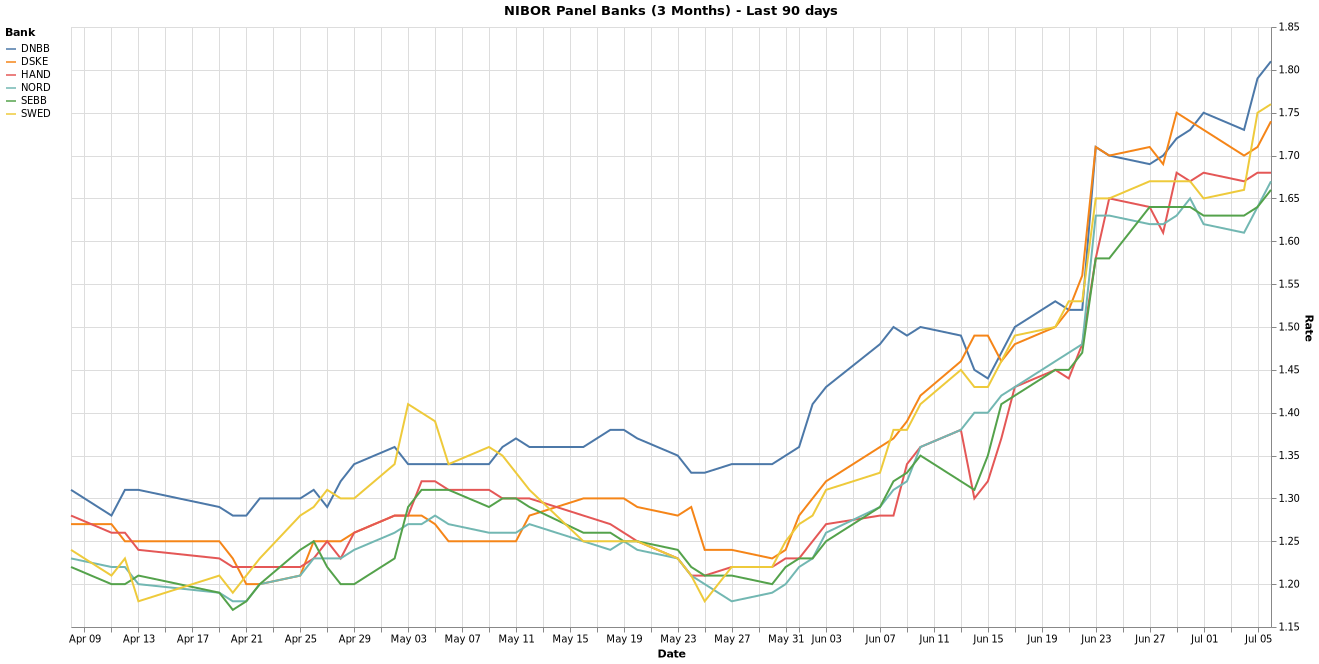 NIBOR Panel Banks (3 Months) - Last 90 days
Bank
DNBB
DSKE
HAND
NORD
SEBB
SWED
1.85
1.80
1.75
1.70
1.65
1.60
1.55
1.50
1.45
1.40
1.35
1.30
1.25
1.20
1.15
Rate
Apr 09 Apr 13 Apr 17 Apr 21 Apr 25 Apr 29 May 03 May 07 May 11 May 15 May 19 May 23 May 27 May 31 Jun 03 Jun 07 Jun 11 Jun 15 Jun 19 Jun 23 Jun 27 Jul 01 Jul 05
Date